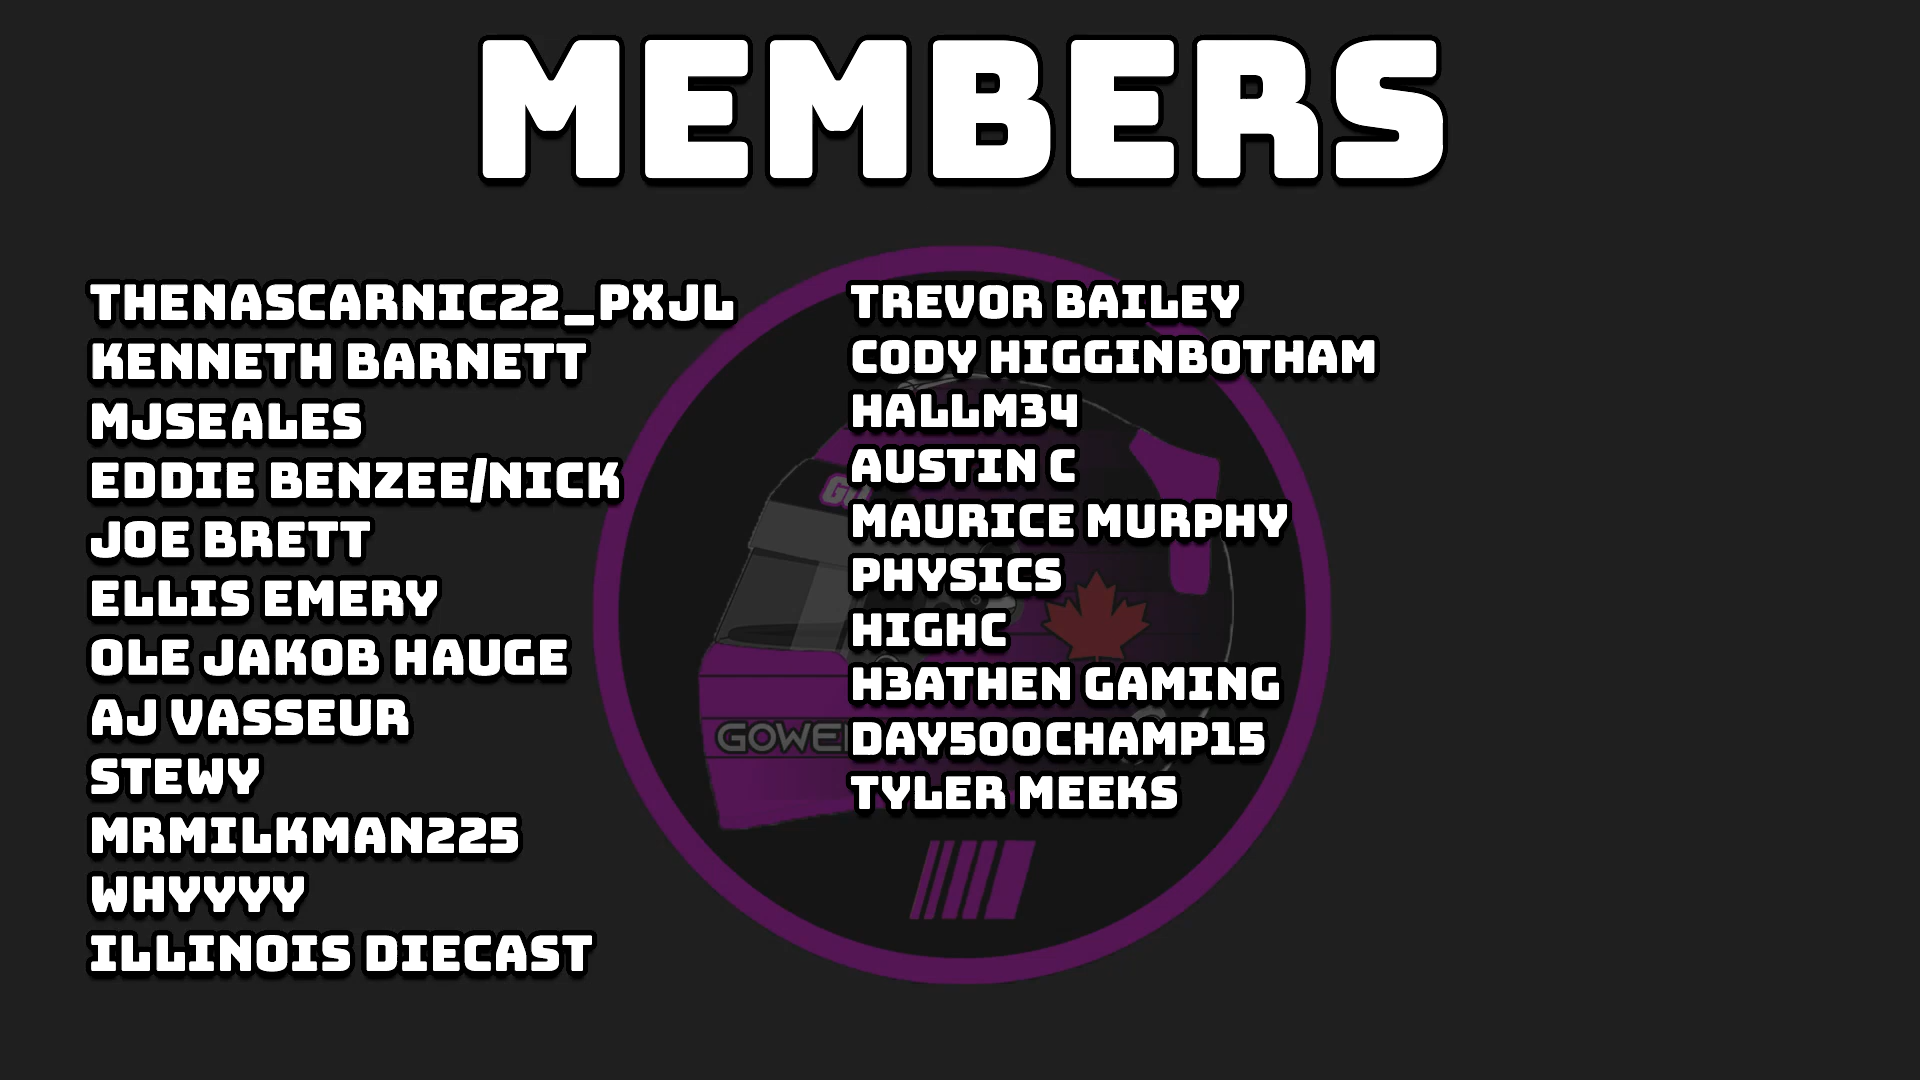 MEMBERS
THENASCARNIC22_PXJL
KENNETH BARNETT
MJSEALES
EDDIE BENZEE/NICK
JOE BRETT
ELLIS EMERY
OLE JAKOB HAUGE
AJ VASSEUR
STEWY
MRMILKMAN225
WHYYYY
ILLINOIS DIECAST
TREVOR BAILEY
CODY HIGGINBOTHAM
HALLM34
AUSTIN C
MAURICE MURPHY
PHYSICS
HIGHC
H3ATHEN GAMING
DAY500CHAMP15
TYLER MEEKS